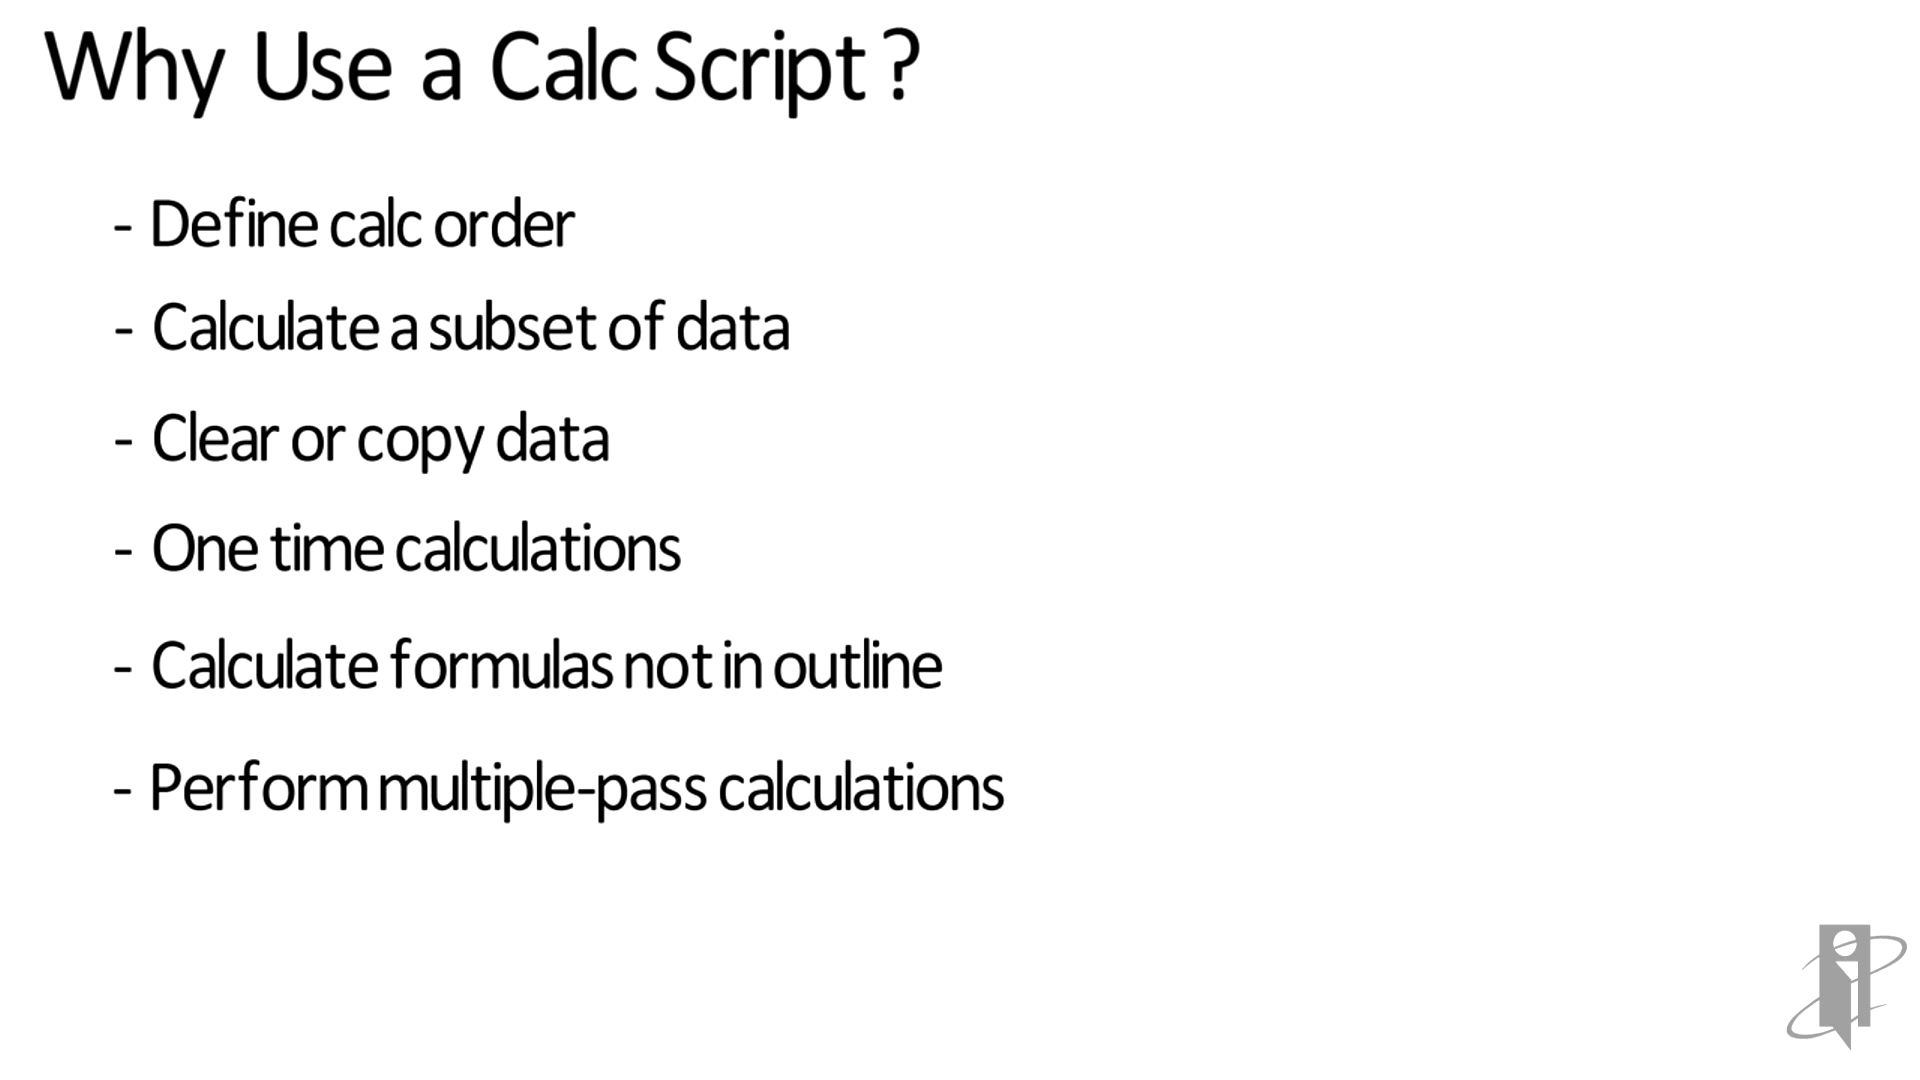 Why Use a Calc Script ?
- Define calc order
- Calculate a subset of data
- Clear or copy data
- One time calculations
- Calculate formulas not in outline
- Perform multiple-pass calculations